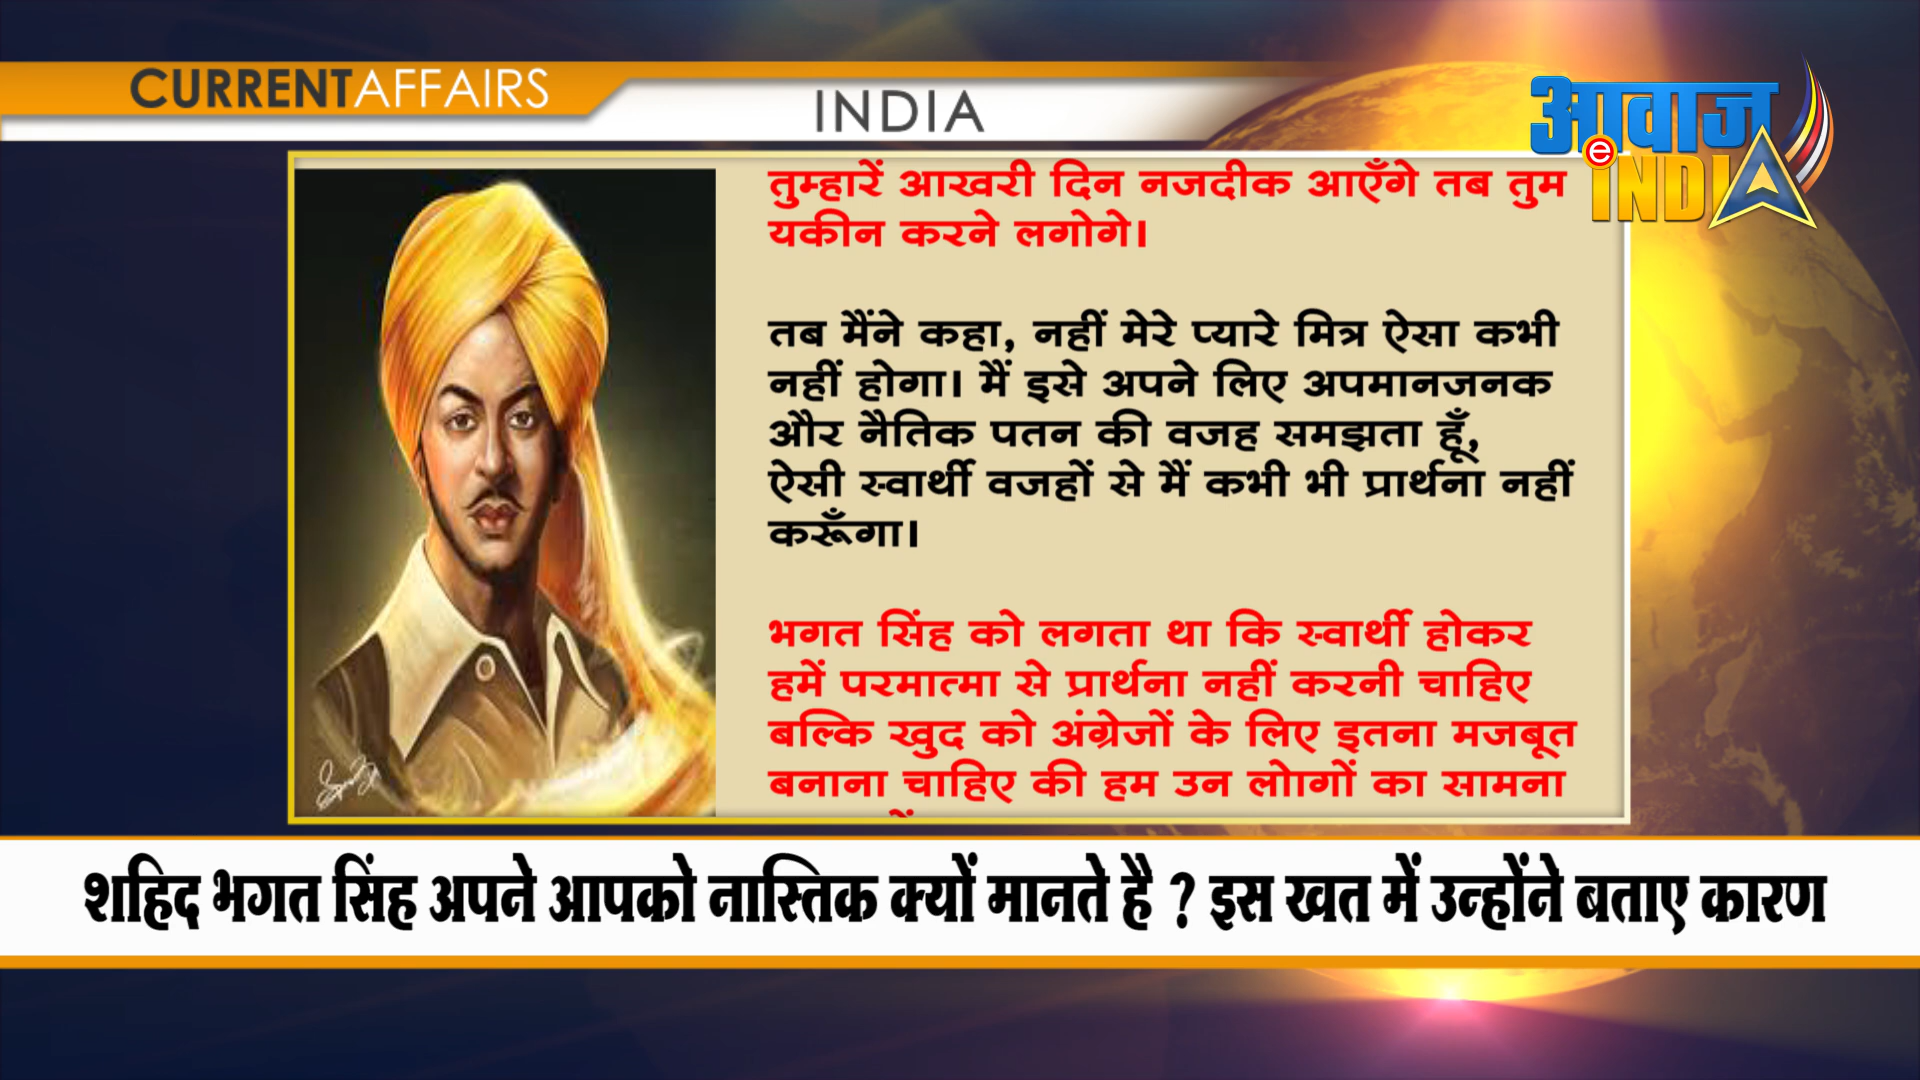 CURRENTAFFAIRS
INDIA
आवाज
e
INDIA
तुम्हारें आखरी दिन नजदीक आएँगे तब तुम
यकीन करने लगोगे।
तब मैंने कहा, नहीं मेरे प्यारे मित्र ऐसा कभी
नहीं होगा। मैं इसे अपने लिए अपमानजनक
और नैतिक पतन की वजह समझता हूँ,
ऐसी स्वार्थी वजहों से मैं कभी भी प्रार्थना नहीं
करूँगा।
भगत सिंह को लगता था कि स्वार्थी होकर
हमें परमात्मा से प्रार्थना नहीं करनी चाहिए
बल्कि खुद को अंग्रेजों के लिए इतना मजबूत
बनाना चाहिए की हम उन लोागों का सामना
शहिद भगत सिंह अपने आपको नास्तिक क्यों मानते है ? इस खत में उन्होंने बताए कारण